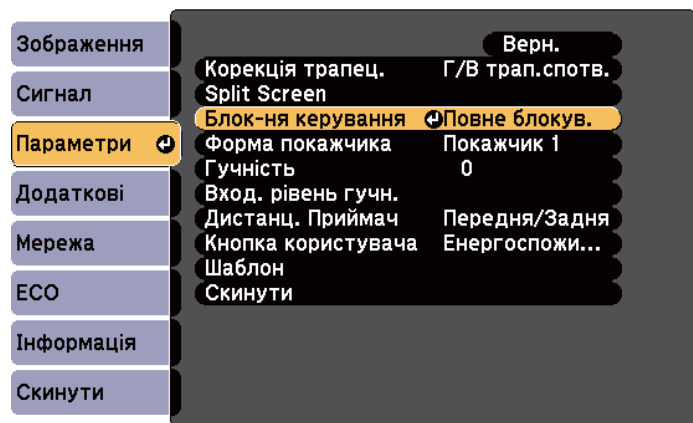 Зображення
Сигнал
Параметри
Додаткові
Мережа
ECO
Інформація
Скинути
Верн.
Корекція трапец. Г/В трап.спотв.
Split Screen
Блок-ня керування Повне блокув.
Форма покажчика Покажчик 1
Гучність 0
Вход. рівень гучн.
Дистанц. Приймач Передня/Задня
Кнопка користувача Енергоспожи...
Шаблон
Скинути